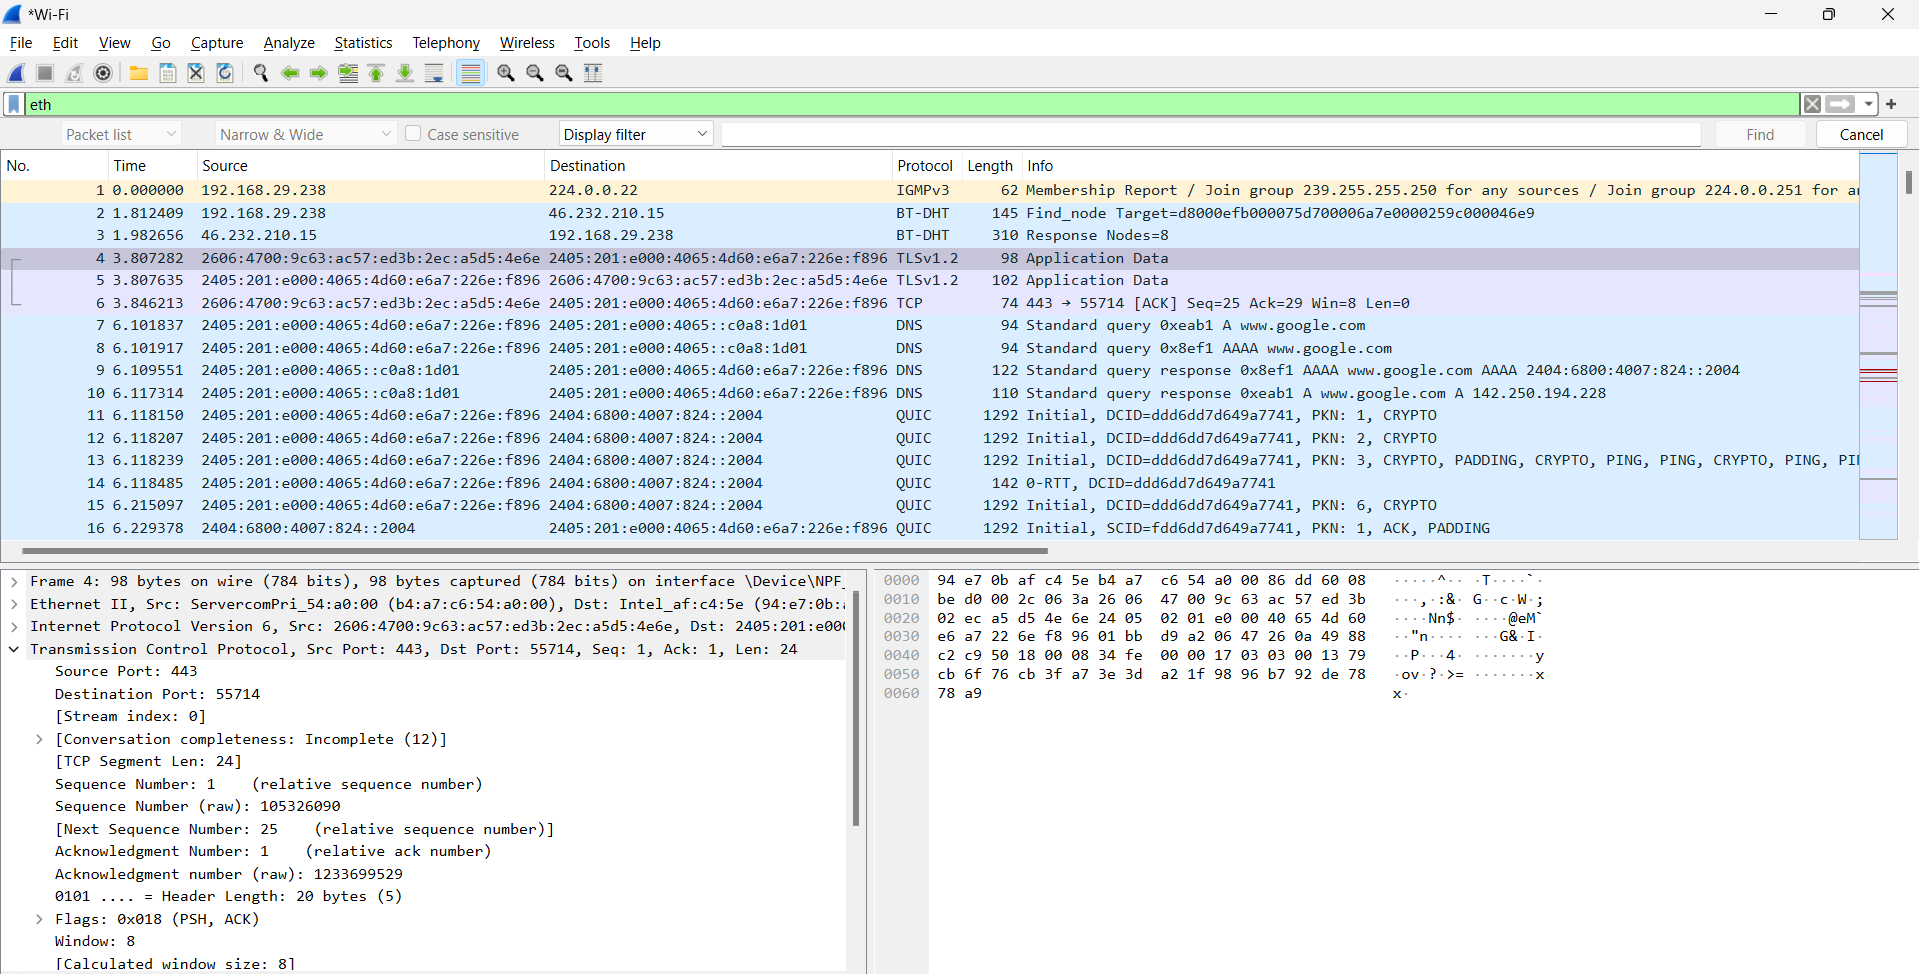 *Wi-Fi
File Edit View Go Capture Analyze Statistics Telephony Wireless Tools Help
eth
Packet list Narrow & Wide Case sensitive Display filter Find Cancel
No. Time Source Destination Protocol Length Info
1 0.000000 192.168.29.238 224.0.0.22 IGMPv3 62 Membership Report / Join group 239.255.255.250 for any sources / Join group 224.0.0.251 for a
2 1.812409 192.168.29.238 46.232.210.15 BT-DHT 145 Find_node Target=d8000efb000075d700006a7e0000259c000046e9
3 1.982656 46.232.210.15 192.168.29.238 BT-DHT 310 Response Nodes=8
4 3.807282 2606:4700:9c63:ac57:ed3b:2ec:a5d5:4e6e 2405:201:e000:4065:4d60:e6a7:226e:f896 TLSv1.2 98 Application Data
5 3.807635 2405:201:e000:4065:4d60:e6a7:226e:f896 2606:4700:9c63:ac57:ed3b:2ec:a5d5:4e6e TLSv1.2 102 Application Data
6 3.846213 2606:4700:9c63:ac57:ed3b:2ec:a5d5:4e6e 2405:201:e000:4065:4d60:e6a7:226e:f896 TCP 74 443 → 55714 [ACK] Seq=25 Ack=29 Win=8 Len=0
7 6.101837 2405:201:e000:4065:4d60:e6a7:226e:f896 2405:201:e000:4065::c0a8:1d01 DNS 94 Standard query 0xeab1 A www.google.com
8 6.101917 2405:201:e000:4065:4d60:e6a7:226e:f896 2405:201:e000:4065::c0a8:1d01 DNS 94 Standard query 0x8ef1 AAAA www.google.com
9 6.109551 2405:201:e000:4065::c0a8:1d01 2405:201:e000:4065:4d60:e6a7:226e:f896 DNS 122 Standard query response 0x8ef1 AAAA www.google.com AAAA 2404:6800:4007:824::2004
10 6.117314 2405:201:e000:4065::c0a8:1d01 2405:201:e000:4065:4d60:e6a7:226e:f896 DNS 110 Standard query response 0xeab1 A www.google.com A 142.250.194.228
11 6.118150 2405:201:e000:4065:4d60:e6a7:226e:f896 2404:6800:4007:824::2004 QUIC 1292 Initial, DCID=ddd6dd7d649a7741, PKN: 1, CRYPTO
12 6.118207 2405:201:e000:4065:4d60:e6a7:226e:f896 2404:6800:4007:824::2004 QUIC 1292 Initial, DCID=ddd6dd7d649a7741, PKN: 2, CRYPTO
13 6.118239 2405:201:e000:4065:4d60:e6a7:226e:f896 2404:6800:4007:824::2004 QUIC 1292 Initial, DCID=ddd6dd7d649a7741, PKN: 3, CRYPTO, PADDING, CRYPTO, PING, PING, CRYPTO, PING, PI
14 6.118485 2405:201:e000:4065:4d60:e6a7:226e:f896 2404:6800:4007:824::2004 QUIC 142 0-RTT, DCID=ddd6dd7d649a7741
15 6.215097 2405:201:e000:4065:4d60:e6a7:226e:f896 2404:6800:4007:824::2004 QUIC 1292 Initial, DCID=ddd6dd7d649a7741, PKN: 6, CRYPTO
16 6.229378 2404:6800:4007:824::2004 2405:201:e000:4065:4d60:e6a7:226e:f896 QUIC 1292 Initial, SCID=fdd6dd7d649a7741, PKN: 1, ACK, PADDING
Frame 4: 98 bytes on wire (784 bits), 98 bytes captured (784 bits) on interface \Device\NPF_
Ethernet II, Src: ServercomPri_54:a0:00 (b4:a7:c6:54:a0:00), Dst: Intel_af:c4:5e (94:e7:0b:a
Internet Protocol Version 6, Src: 2606:4700:9c63:ac57:ed3b:2ec:a5d5:4e6e, Dst: 2405:201:e00
Transmission Control Protocol, Src Port: 443, Dst Port: 55714, Seq: 1, Ack: 1, Len: 24
Source Port: 443
Destination Port: 55714
[Stream index: 0]
[Conversation completeness: Incomplete (12)]
[TCP Segment Len: 24]
Sequence Number: 1 (relative sequence number)
Sequence Number (raw): 105326090
[Next Sequence Number: 25 (relative sequence number)]
Acknowledgment Number: 1 (relative ack number)
Acknowledgment number (raw): 1233699529
0101 .... = Header Length: 20 bytes (5)
Flags: 0x018 (PSH, ACK)
Window: 8
[Calculated window size: 8]
0000 94 e7 0b af c4 5e b4 a7 c6 54 a0 00 86 dd 60 08 ·····^·· ·T····`·
0010 be d0 00 2c 06 3a 26 06 47 00 9c 63 ac 57 ed 3b ···,·:&· G··c·W·;
0020 02 ec a5 d5 4e 6e 24 05 02 01 e0 00 40 65 4d 60 ····Nn$· ····@eM`
0030 e6 a7 22 6e f8 96 01 bb d9 a2 06 47 26 0a 49 88 ··"n···· ···G&·I·
0040 c2 c9 50 18 00 08 34 fe 00 00 17 03 03 00 13 79 ··P···4· ·······y
0050 cb 6f 76 cb 3f a7 3e 3d a2 1f 98 96 b7 92 de 78 ·ov·?·>= ·······x
0060 78 a9 x·